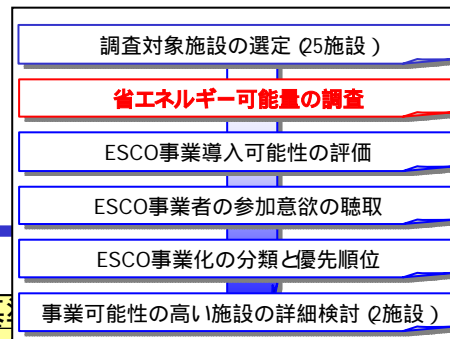 調査対象施設の選定（25施設）
省エネルギー可能量の調査
ESCO事業導入可能性の評価
ESCO事業者の参加意欲の聴取
ESCO事業化の分類と優先順位
事業可能性の高い施設の詳細検討（2施設）